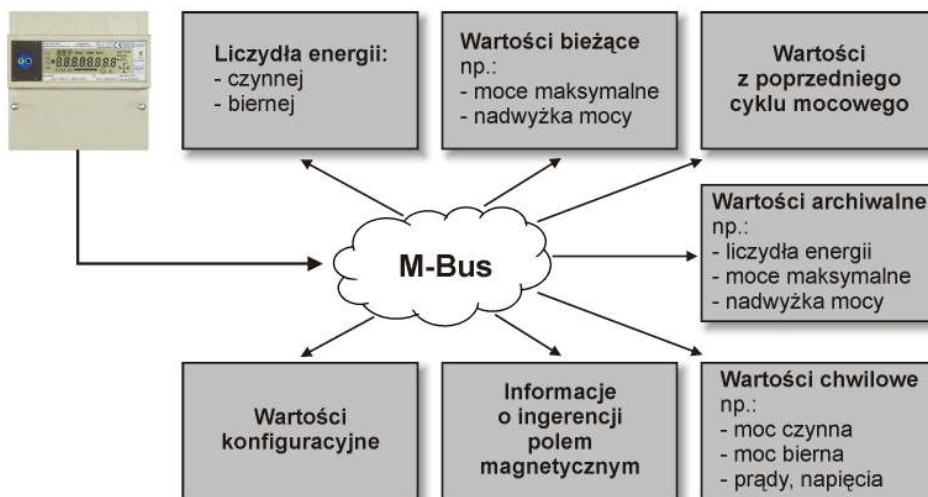 Liczydła energii:
- czynnej
- biernej
Wartości bieżące
np.:
- moce maksymalne
- nadwyżka mocy
Wartości
z poprzedniego
cyklu mocowego
Wartości archiwalne
np.:
- liczydła energii
- moce maksymalne
- nadwyżka mocy
M-Bus
Wartości
konfiguracyjne
Informacje
o ingerencji
polem
magnetycznym
Wartości chwilowe
np.:
- moc czynna
- moc bierna
- prądy, napięcia